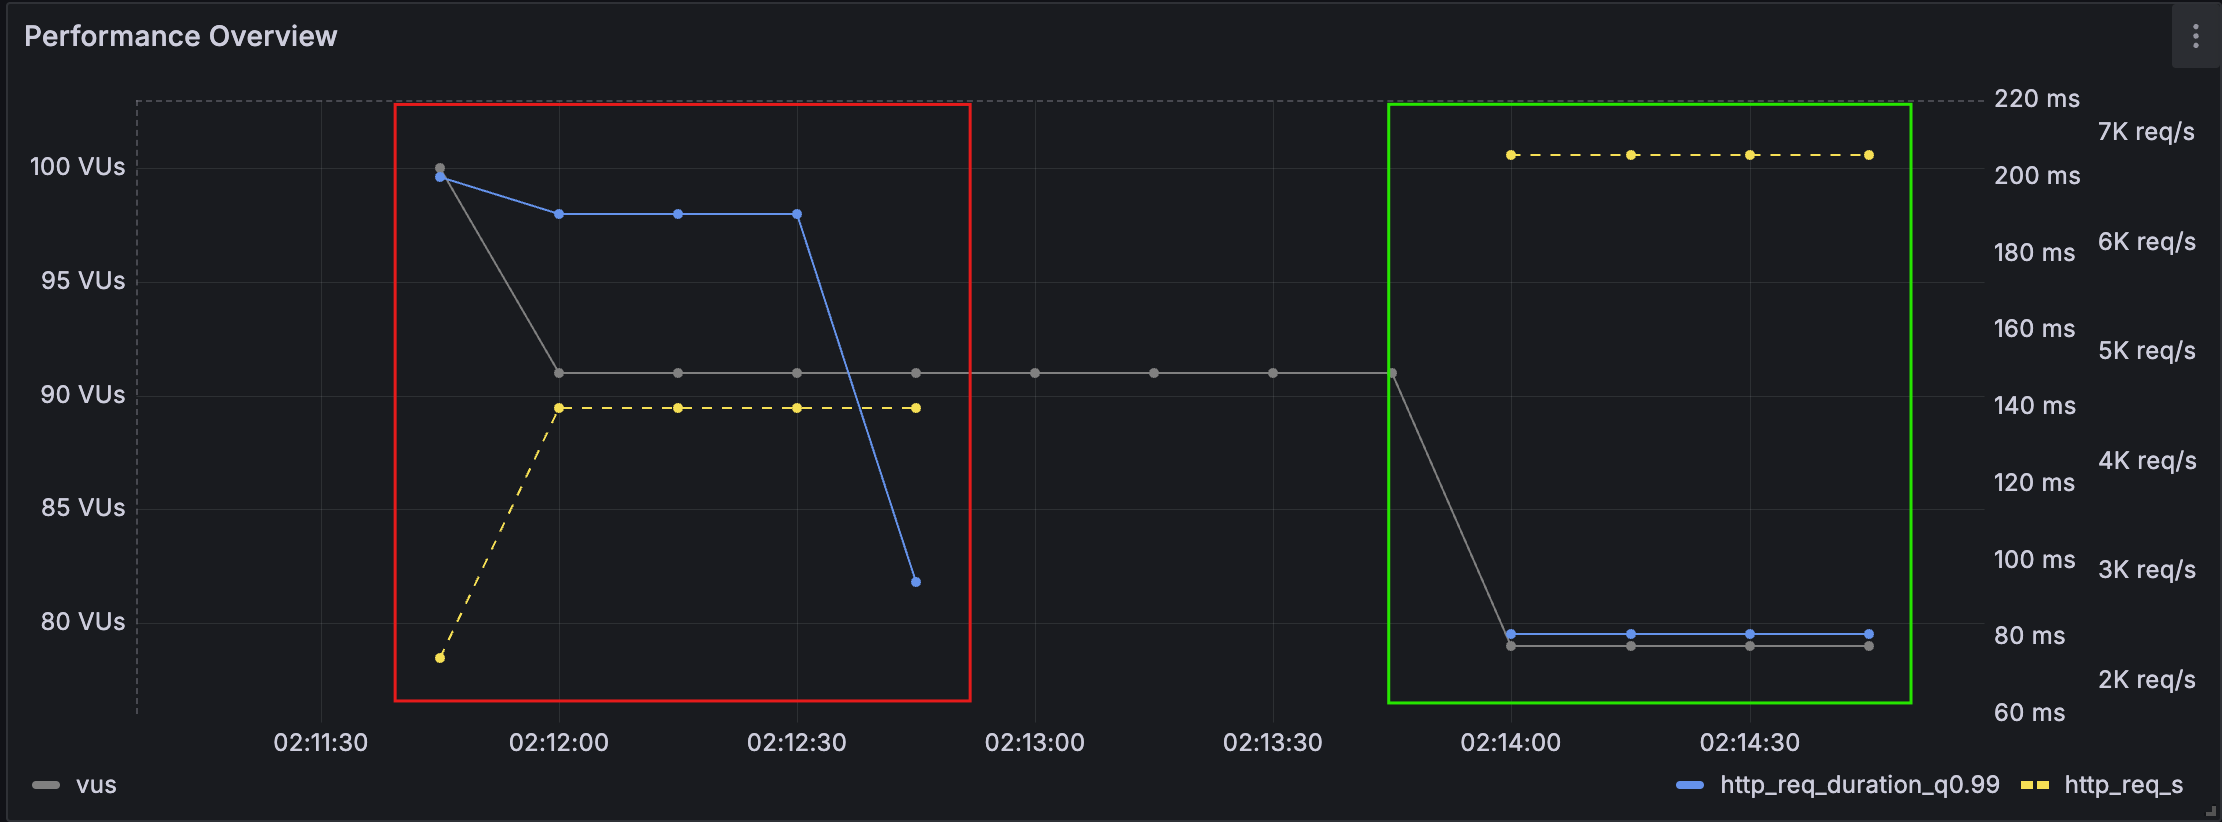 Performance Overview
100 VUs
95 VUs
90 VUs
85 VUs
80 VUs
220 ms
200 ms
180 ms
160 ms
140 ms
120 ms
100 ms
80 ms
60 ms
7K req/s
6K req/s
5K req/s
4K req/s
3K req/s
2K req/s
02:11:30 02:12:00 02:12:30 02:13:00 02:13:30 02:14:00 02:14:30
vus http_req_duration_q0.99 http_req_s